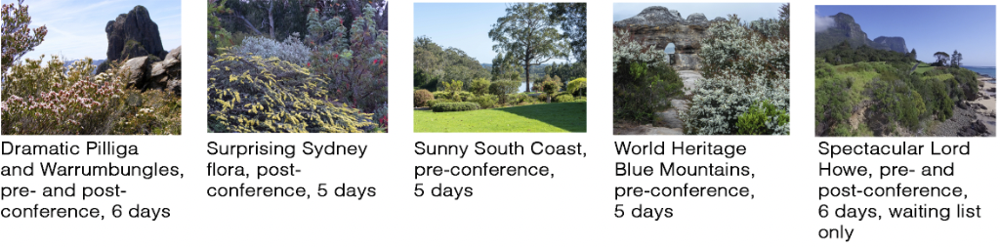 Dramatic Pilliga
and Warrumbungles,
pre- and post-
conference, 6 days
Surprising Sydney
flora, post-
conference, 5 days
Sunny South Coast,
pre-conference,
5 days
World Heritage
Blue Mountains,
pre-conference,
5 days
Spectacular Lord
Howe, pre- and
post-conference,
6 days, waiting list
only